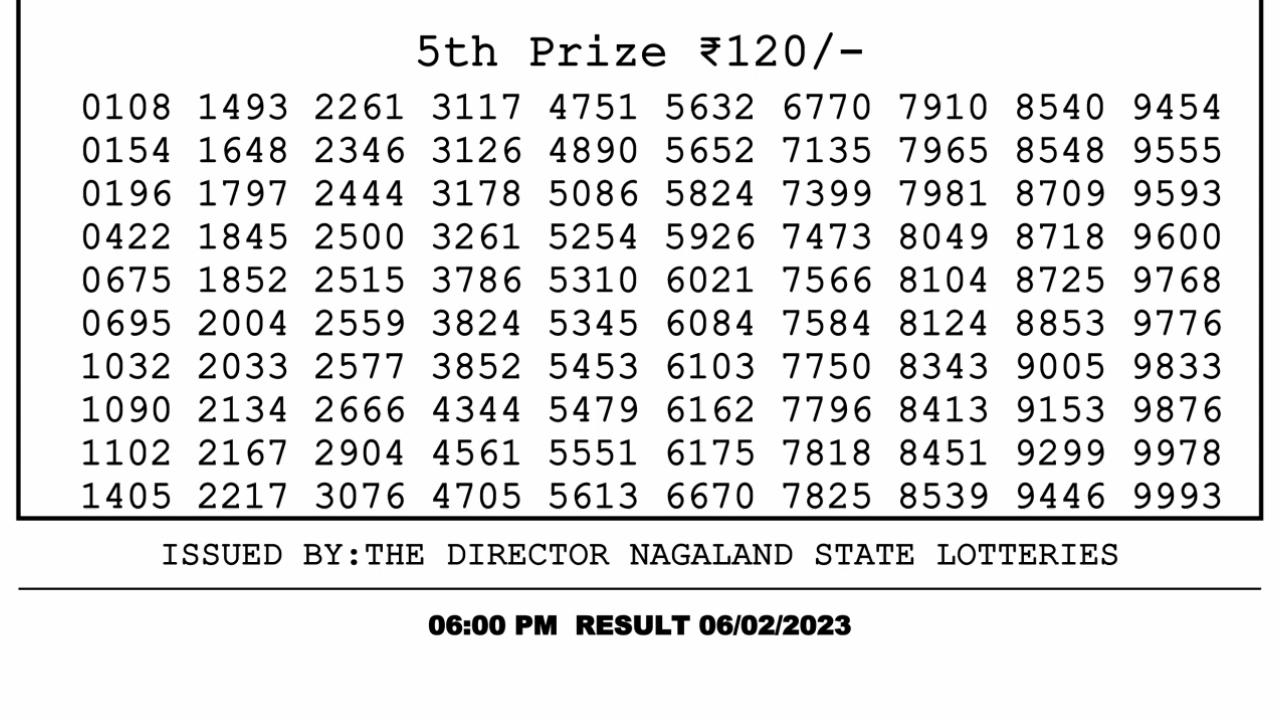 5th Prize ₹120/-
0108 1493 2261 3117 4751 5632 6770 7910 8540 9454
0154 1648 2346 3126 4890 5652 7135 7965 8548 9555
0196 1797 2444 3178 5086 5824 7399 7981 8709 9593
0422 1845 2500 3261 5254 5926 7473 8049 8718 9600
0675 1852 2515 3786 5310 6021 7566 8104 8725 9768
0695 2004 2559 3824 5345 6084 7584 8124 8853 9776
1032 2033 2577 3852 5453 6103 7750 8343 9005 9833
1090 2134 2666 4344 5479 6162 7796 8413 9153 9876
1102 2167 2904 4561 5551 6175 7818 8451 9299 9978
1405 2217 3076 4705 5613 6670 7825 8539 9446 9993
ISSUED BY:THE DIRECTOR NAGALAND STATE LOTTERIES
06:00 PM RESULT 06/02/2023